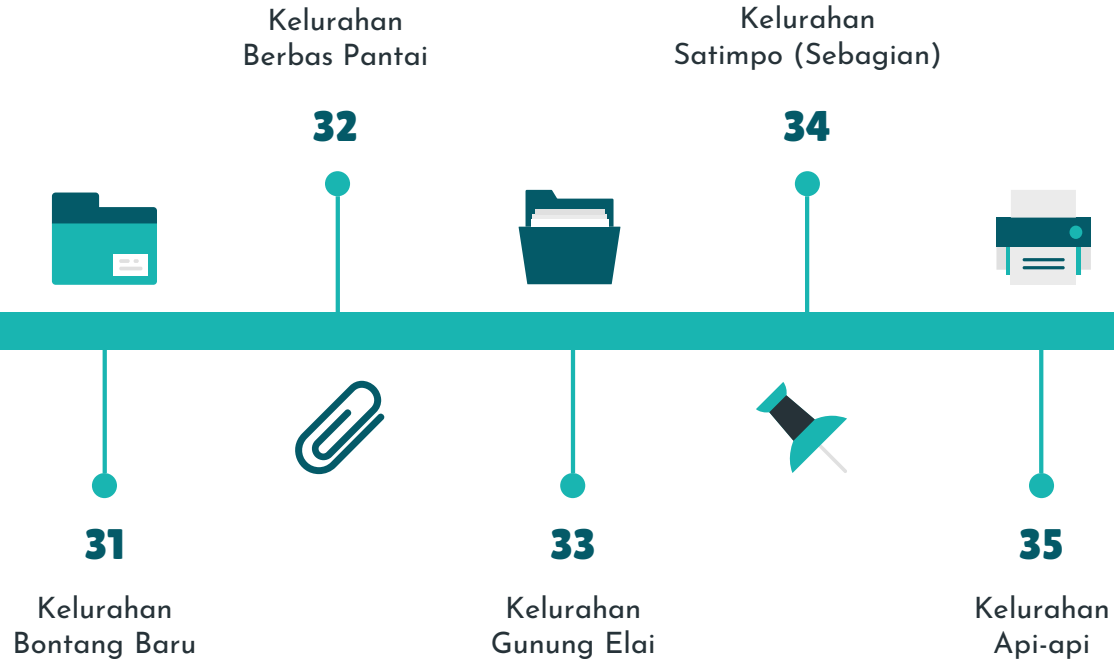 Kelurahan
Berbas Pantai
32
Kelurahan
Satimpo (Sebagian)
34
31
Kelurahan
Bontang Baru
33
Kelurahan
Gunung Elai
35
Kelurahan
Api-api